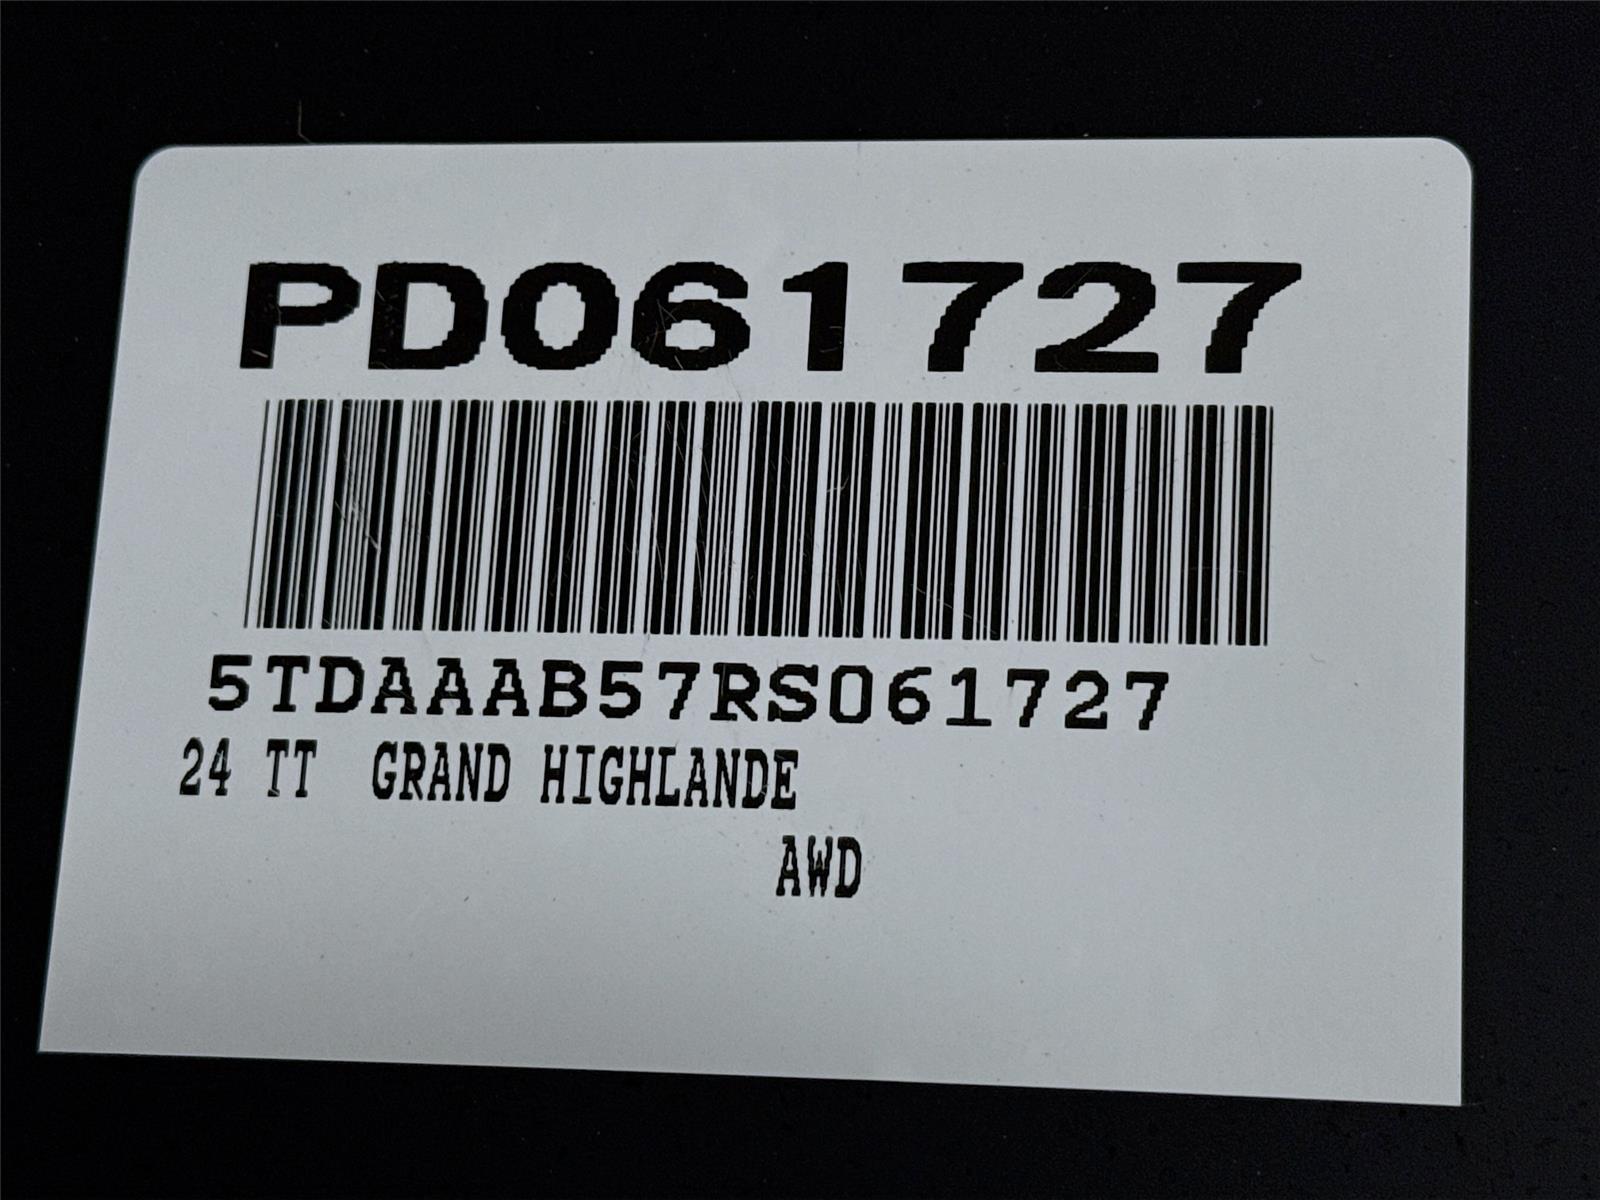 PD061727
5TDAAAB57RS061727
24 TT GRAND HIGHLANDE
AWD